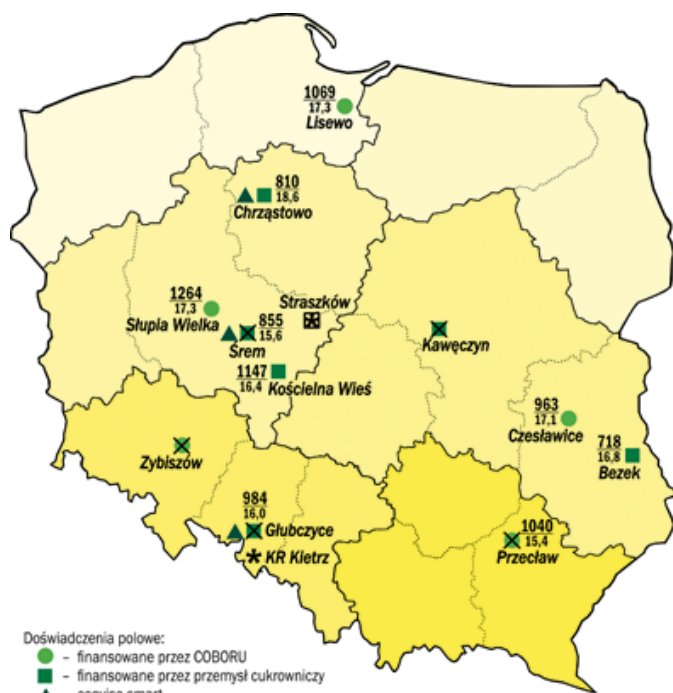 1069
17,3
Lisewo
810
18,6
Chrząstowo
1264
17,3
Słupia Wielka
Straszków
855
15,6
Śrem
Kawęczyn
1147
16,4
Kościelna Wieś
963
17,1
Czesławice
718
16,8
Bezek
Zybiszów
984
16,0
Głubczyce
KR Kietrz
1040
15,4
Przecław
Doświadczenia polowe:
– finansowane przez COBORU
– finansowane przez przemysł cukrowniczy